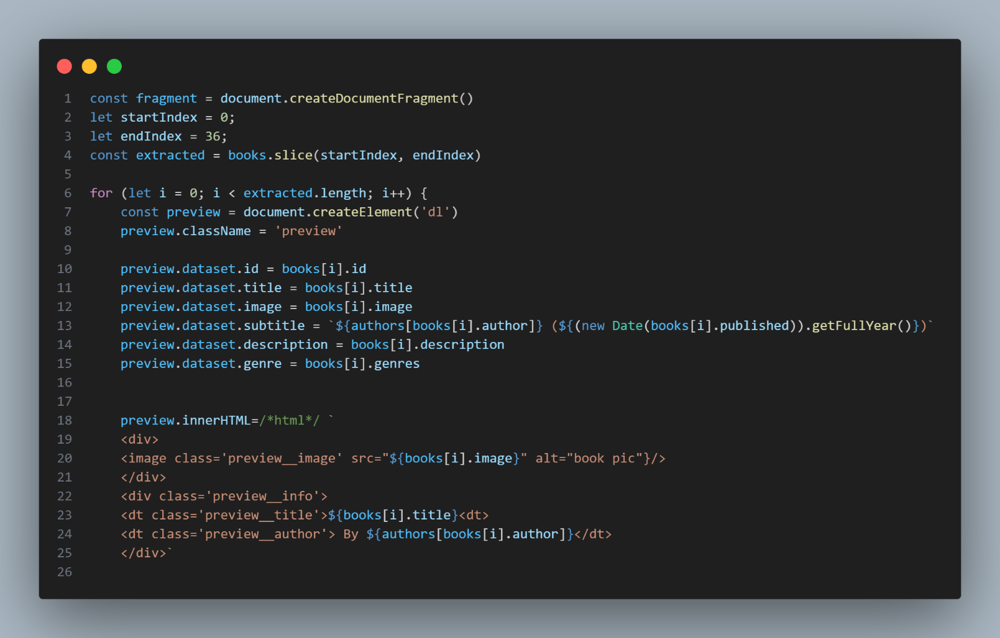 1 const fragment = document.createDocumentFragment()
2 let startIndex = 0;
3 let endIndex = 36;
4 const extracted = books.slice(startIndex, endIndex)
5
6 for (let i = 0; i < extracted.length; i++) {
7     const preview = document.createElement('dl')
8     preview.className = 'preview'
9
10     preview.dataset.id = books[i].id
11     preview.dataset.title = books[i].title
12     preview.dataset.image = books[i].image
13     preview.dataset.subtitle = `${authors[books[i].author]} (${(new Date(books[i].published)).getFullYear()})`
14     preview.dataset.description = books[i].description
15     preview.dataset.genre = books[i].genres
16
17
18     preview.innerHTML=/*html*/ `
19     <div>
20     <image class='preview__image' src="${books[i].image}" alt="book pic"}/>
21     </div>
22     <div class='preview__info'>
23     <dt class='preview__title'>${books[i].title}<dt>
24     <dt class='preview__author'> By ${authors[books[i].author]}</dt>
25     </div>`
26